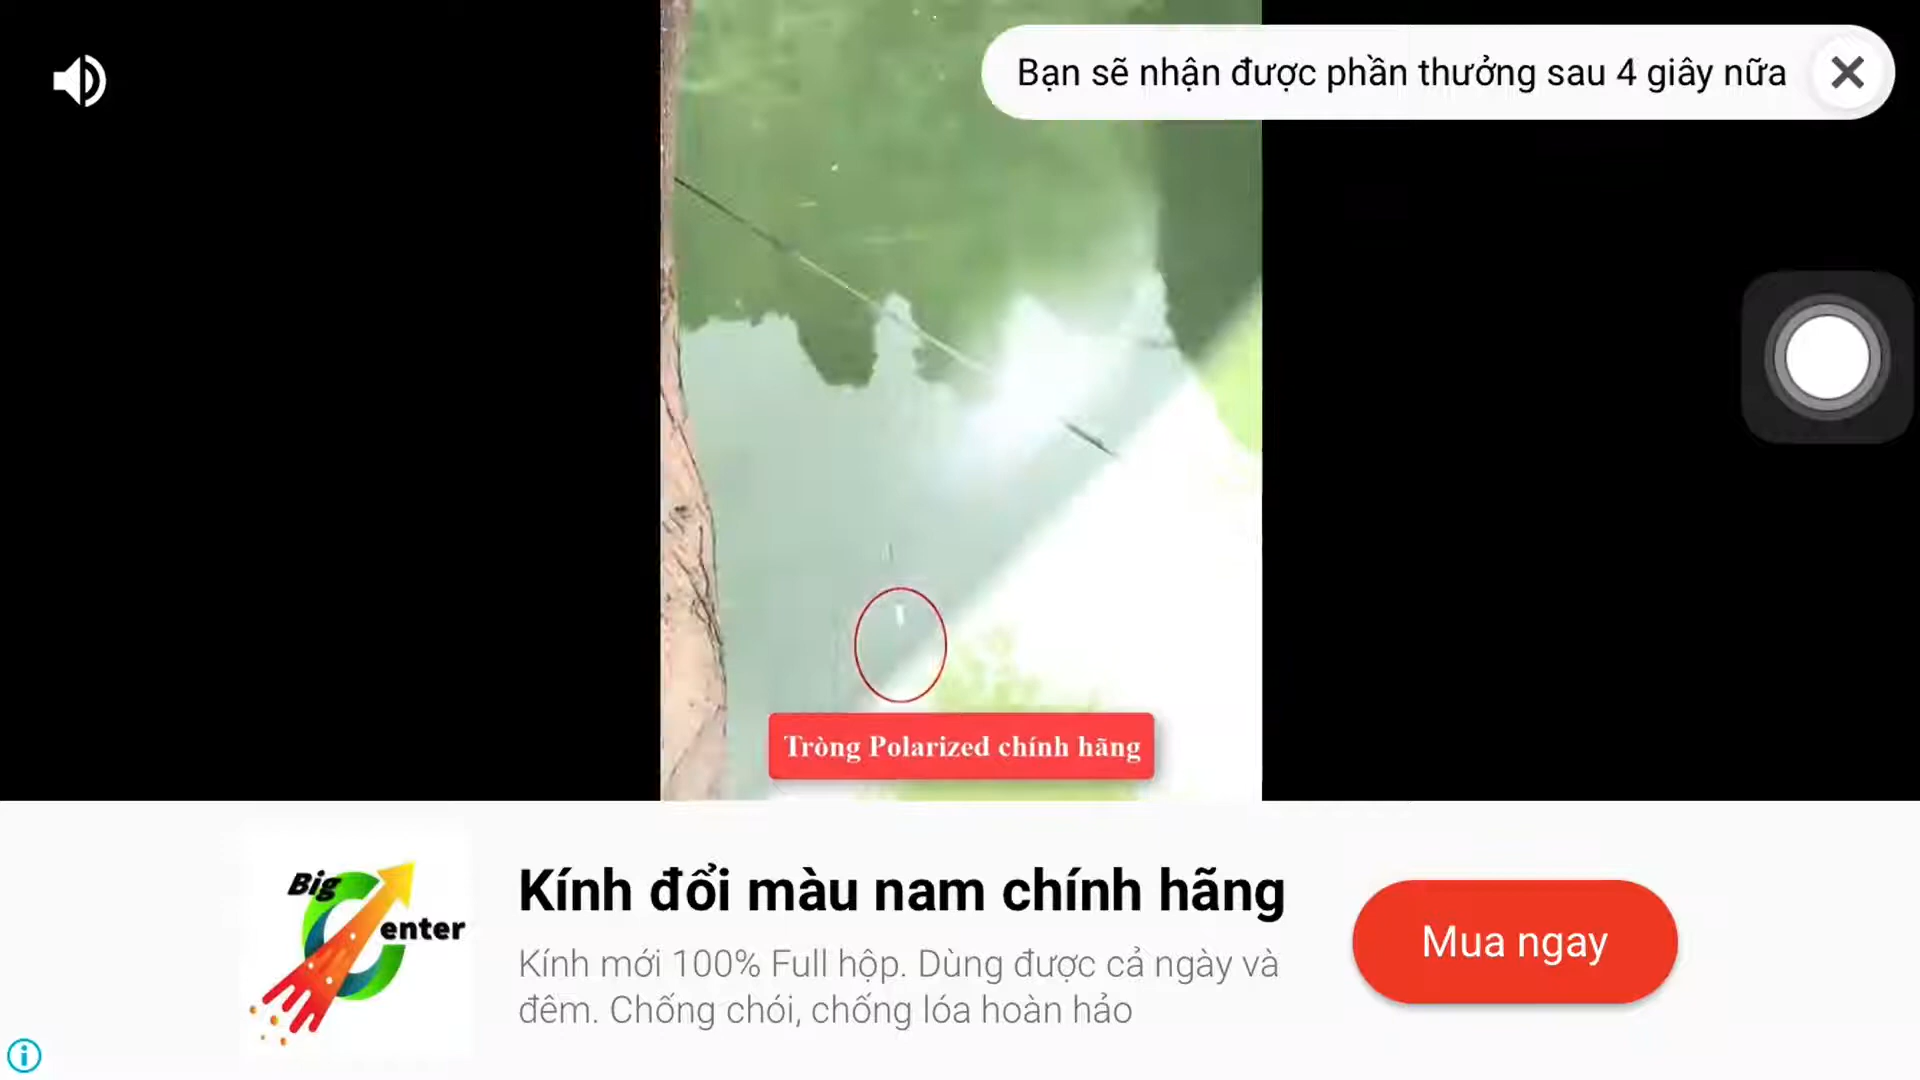 Bạn sẽ nhận được phần thưởng sau 4 giây nữa
Tròng Polarized chính hãng
Big
enter
Kính đổi màu nam chính hãng
Kính mới 100% Full hộp. Dùng được cả ngày và
đêm. Chống chói, chống lóa hoàn hảo
Mua ngay